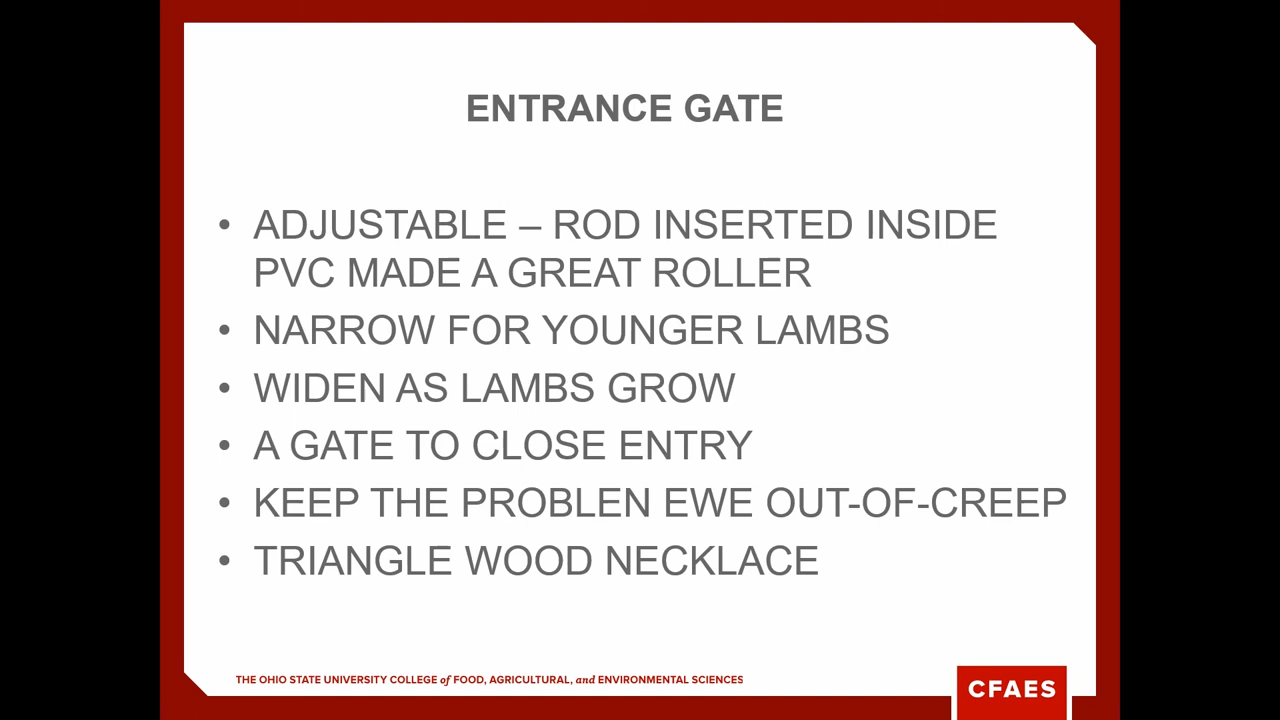 ENTRANCE GATE
• ADJUSTABLE – ROD INSERTED INSIDE
PVC MADE A GREAT ROLLER
• NARROW FOR YOUNGER LAMBS
• WIDEN AS LAMBS GROW
• A GATE TO CLOSE ENTRY
• KEEP THE PROBLEN EWE OUT-OF-CREEP
• TRIANGLE WOOD NECKLACE
THE OHIO STATE UNIVERSITY COLLEGE of FOOD, AGRICULTURAL, and ENVIRONMENTAL SCIENCES
CFAES